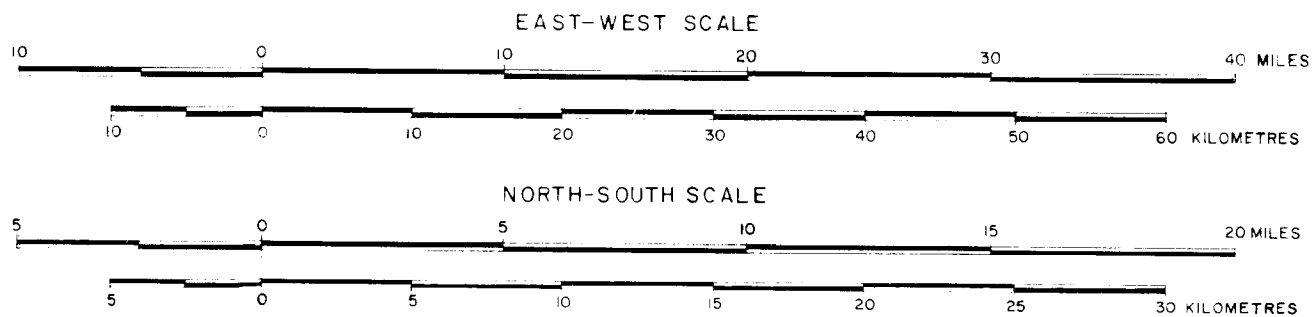 EAST-WEST SCALE
10 0 10 20 30 40 MILES
10 0 10 20 30 40 50 60 KILOMETRES
NORTH-SOUTH SCALE
5 0 5 10 15 20 MILES
5 0 5 10 15 20 25 30 KILOMETRES